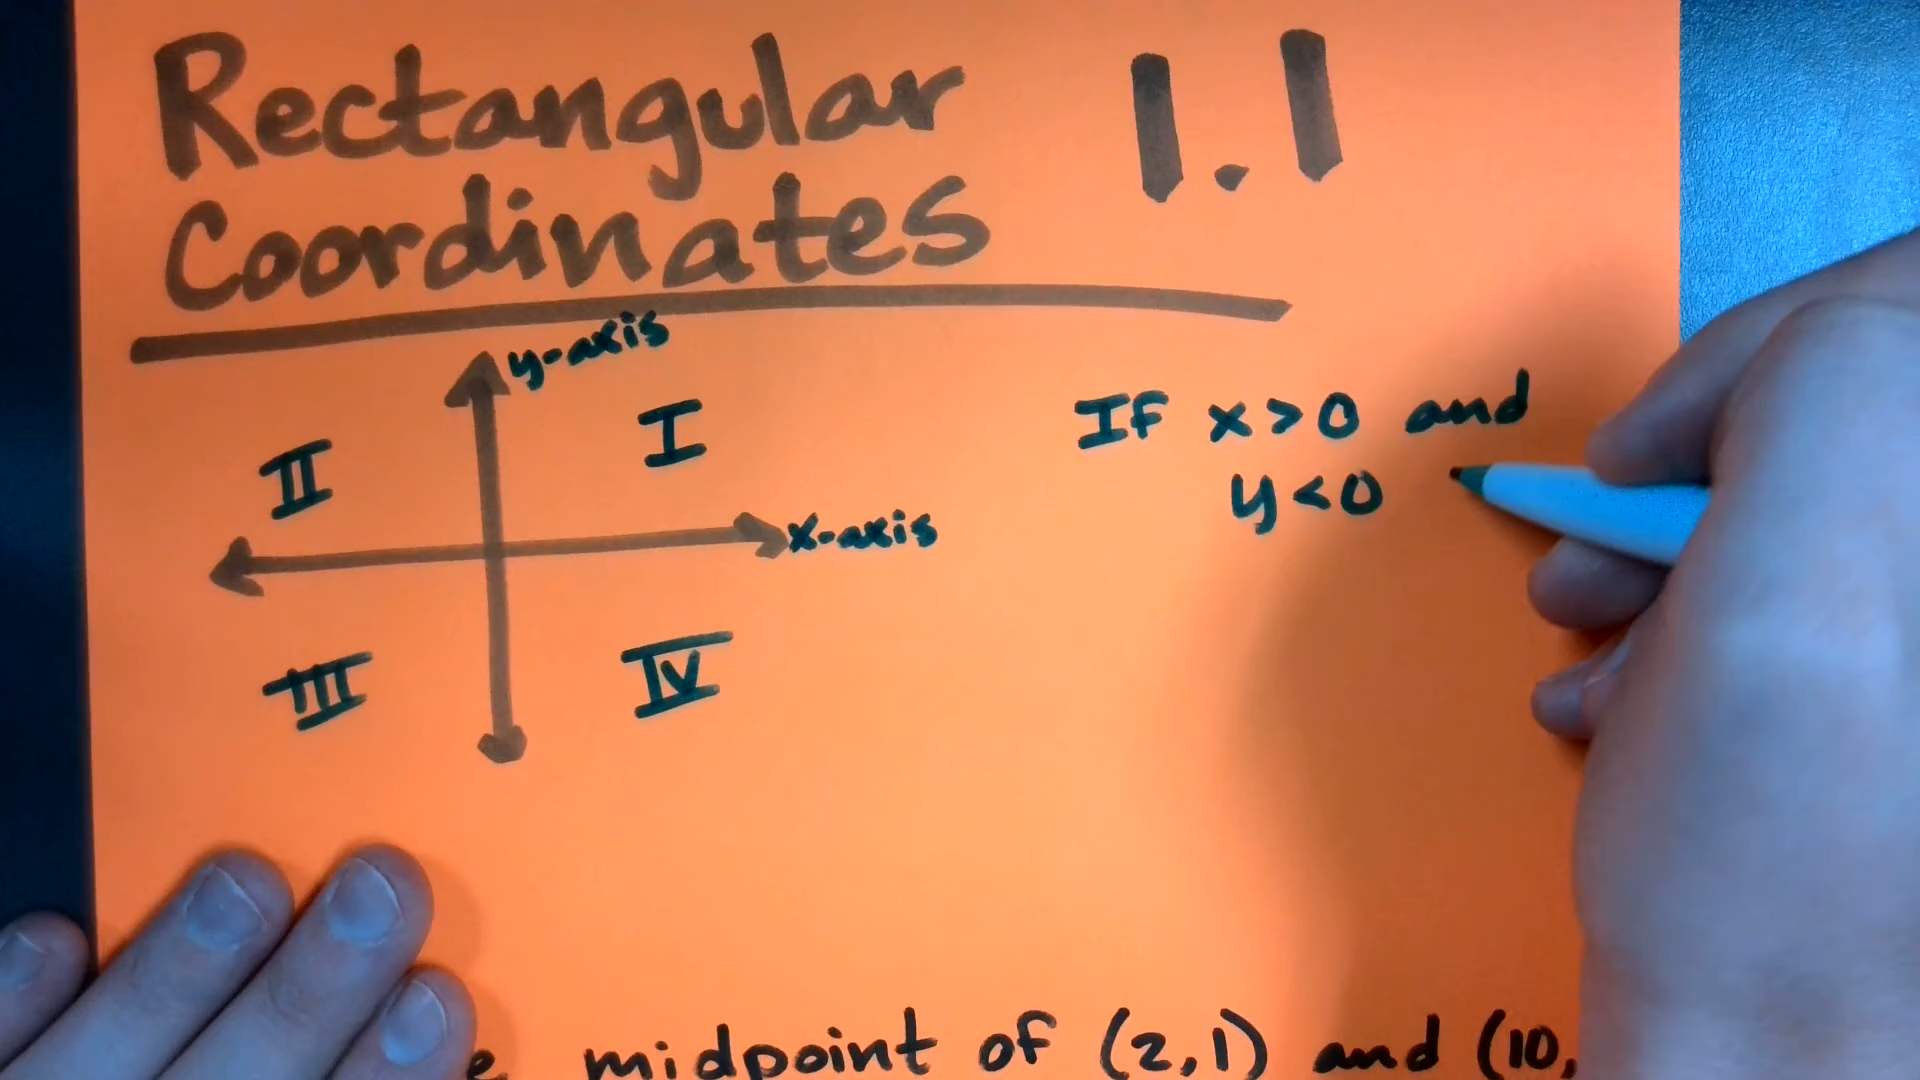 Rectangular 1.1
Coordinates
y-axis
I
II
If x>0 and
y<0
x-axis
III
IV
midpoint of (2,1) and (10,